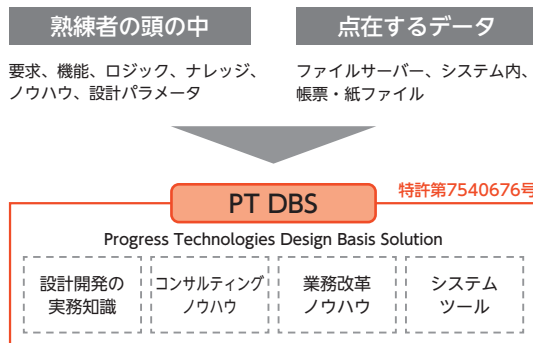 熟練者の頭の中
点在するデータ
要求、機能、ロジック、ナレッジ、
ノウハウ、設計パラメータ
ファイルサーバー、システム内、
帳票・紙ファイル
PT DBS
特許第7540676号
Progress Technologies Design Basis Solution
設計開発の
実務知識
コンサルティング
ノウハウ
業務改革
ノウハウ
システム
ツール